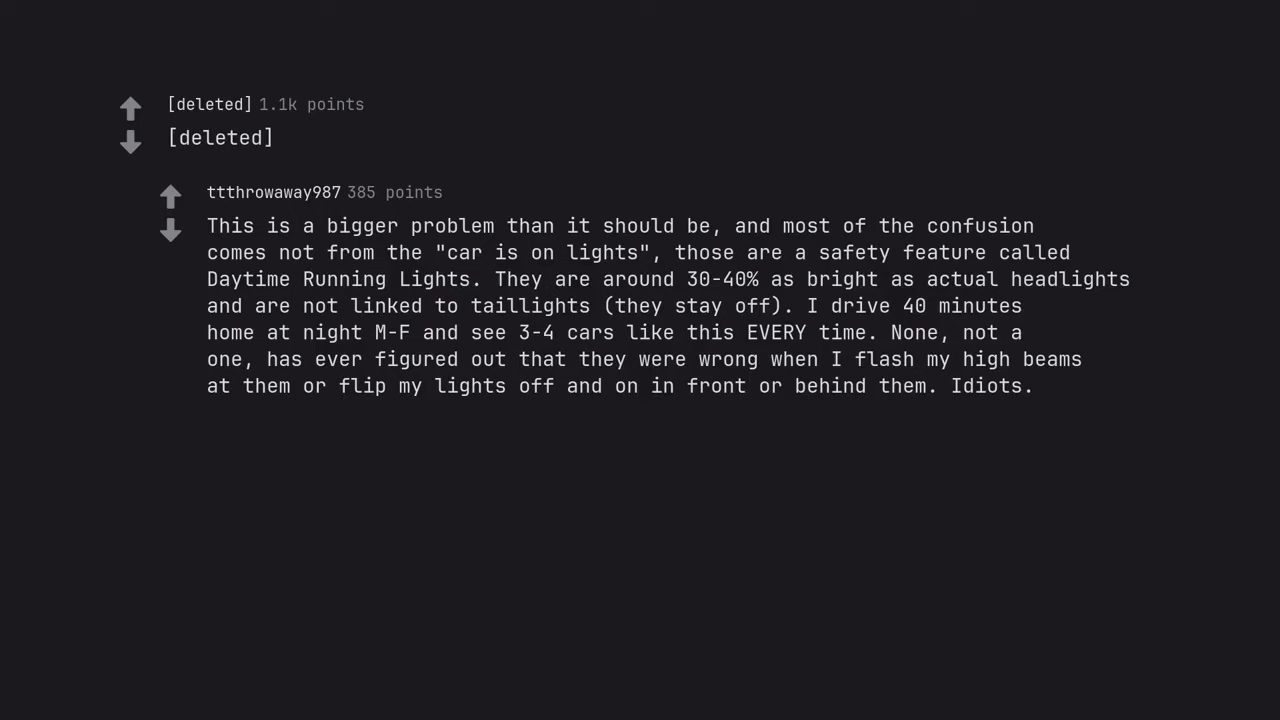 [deleted] 1.1k points
[deleted]
ttthrowaway987 385 points
This is a bigger problem than it should be, and most of the confusion
comes not from the "car is on lights", those are a safety feature called
Daytime Running Lights. They are around 30-40% as bright as actual headlights
and are not linked to taillights (they stay off). I drive 40 minutes
home at night M-F and see 3-4 cars like this EVERY time. None, not a
one, has ever figured out that they were wrong when I flash my high beams
at them or flip my lights off and on in front or behind them. Idiots.